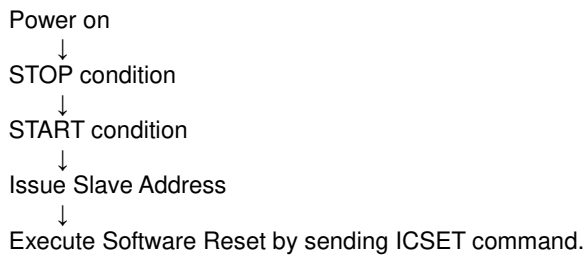 Power on
↓
STOP condition
↓
START condition
↓
Issue Slave Address
↓
Execute Software Reset by sending ICSET command.